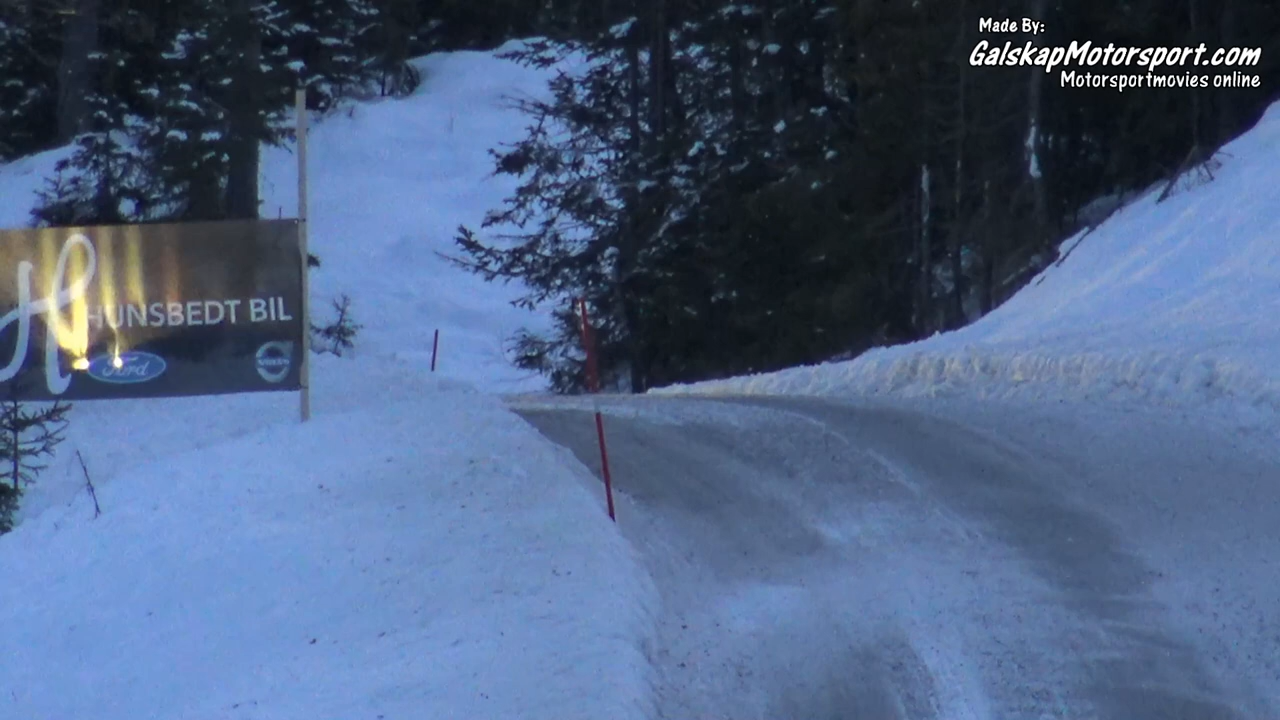 Made By:
GalskapMotorsport.com
Motorsportmovies online
H HUNSBEDT BIL
Ford